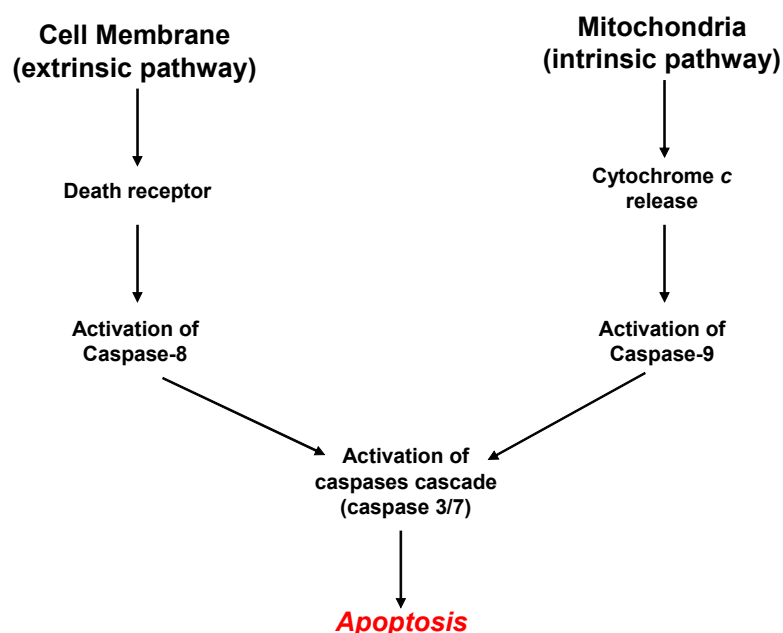 Cell Membrane
(extrinsic pathway)
Mitochondria
(intrinsic pathway)
Death receptor
Cytochrome c
release
Activation of
Caspase-8
Activation of
Caspase-9
Activation of
caspases cascade
(caspase 3/7)
Apoptosis